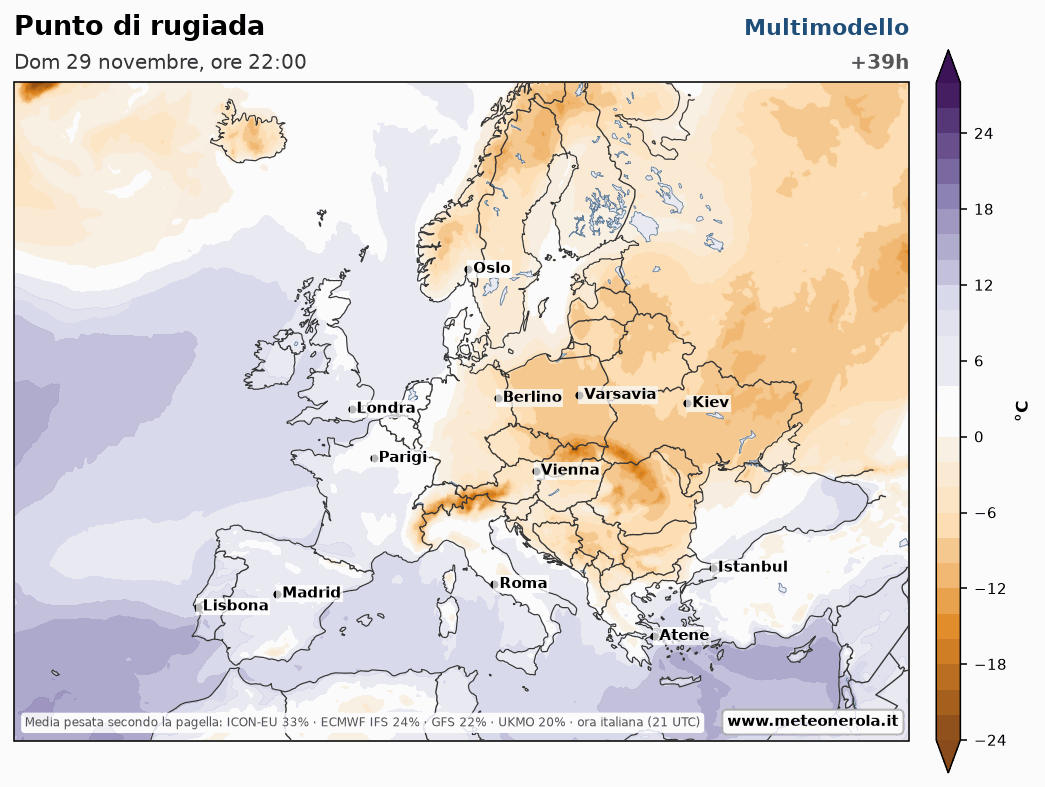 Punto di rugiada
Multimodello
Dom 29 novembre, ore 22:00
+39h
Oslo
Berlino
Varsavia
Kiev
Londra
Parigi
Vienna
Istanbul
Roma
Madrid
Lisbona
Atene
24
18
12
6
0
−6
−12
−18
−24
°C
Media pesata secondo la pagella: ICON-EU 33% · ECMWF IFS 24% · GFS 22% · UKMO 20% · ora italiana (21 UTC)
www.meteonerola.it